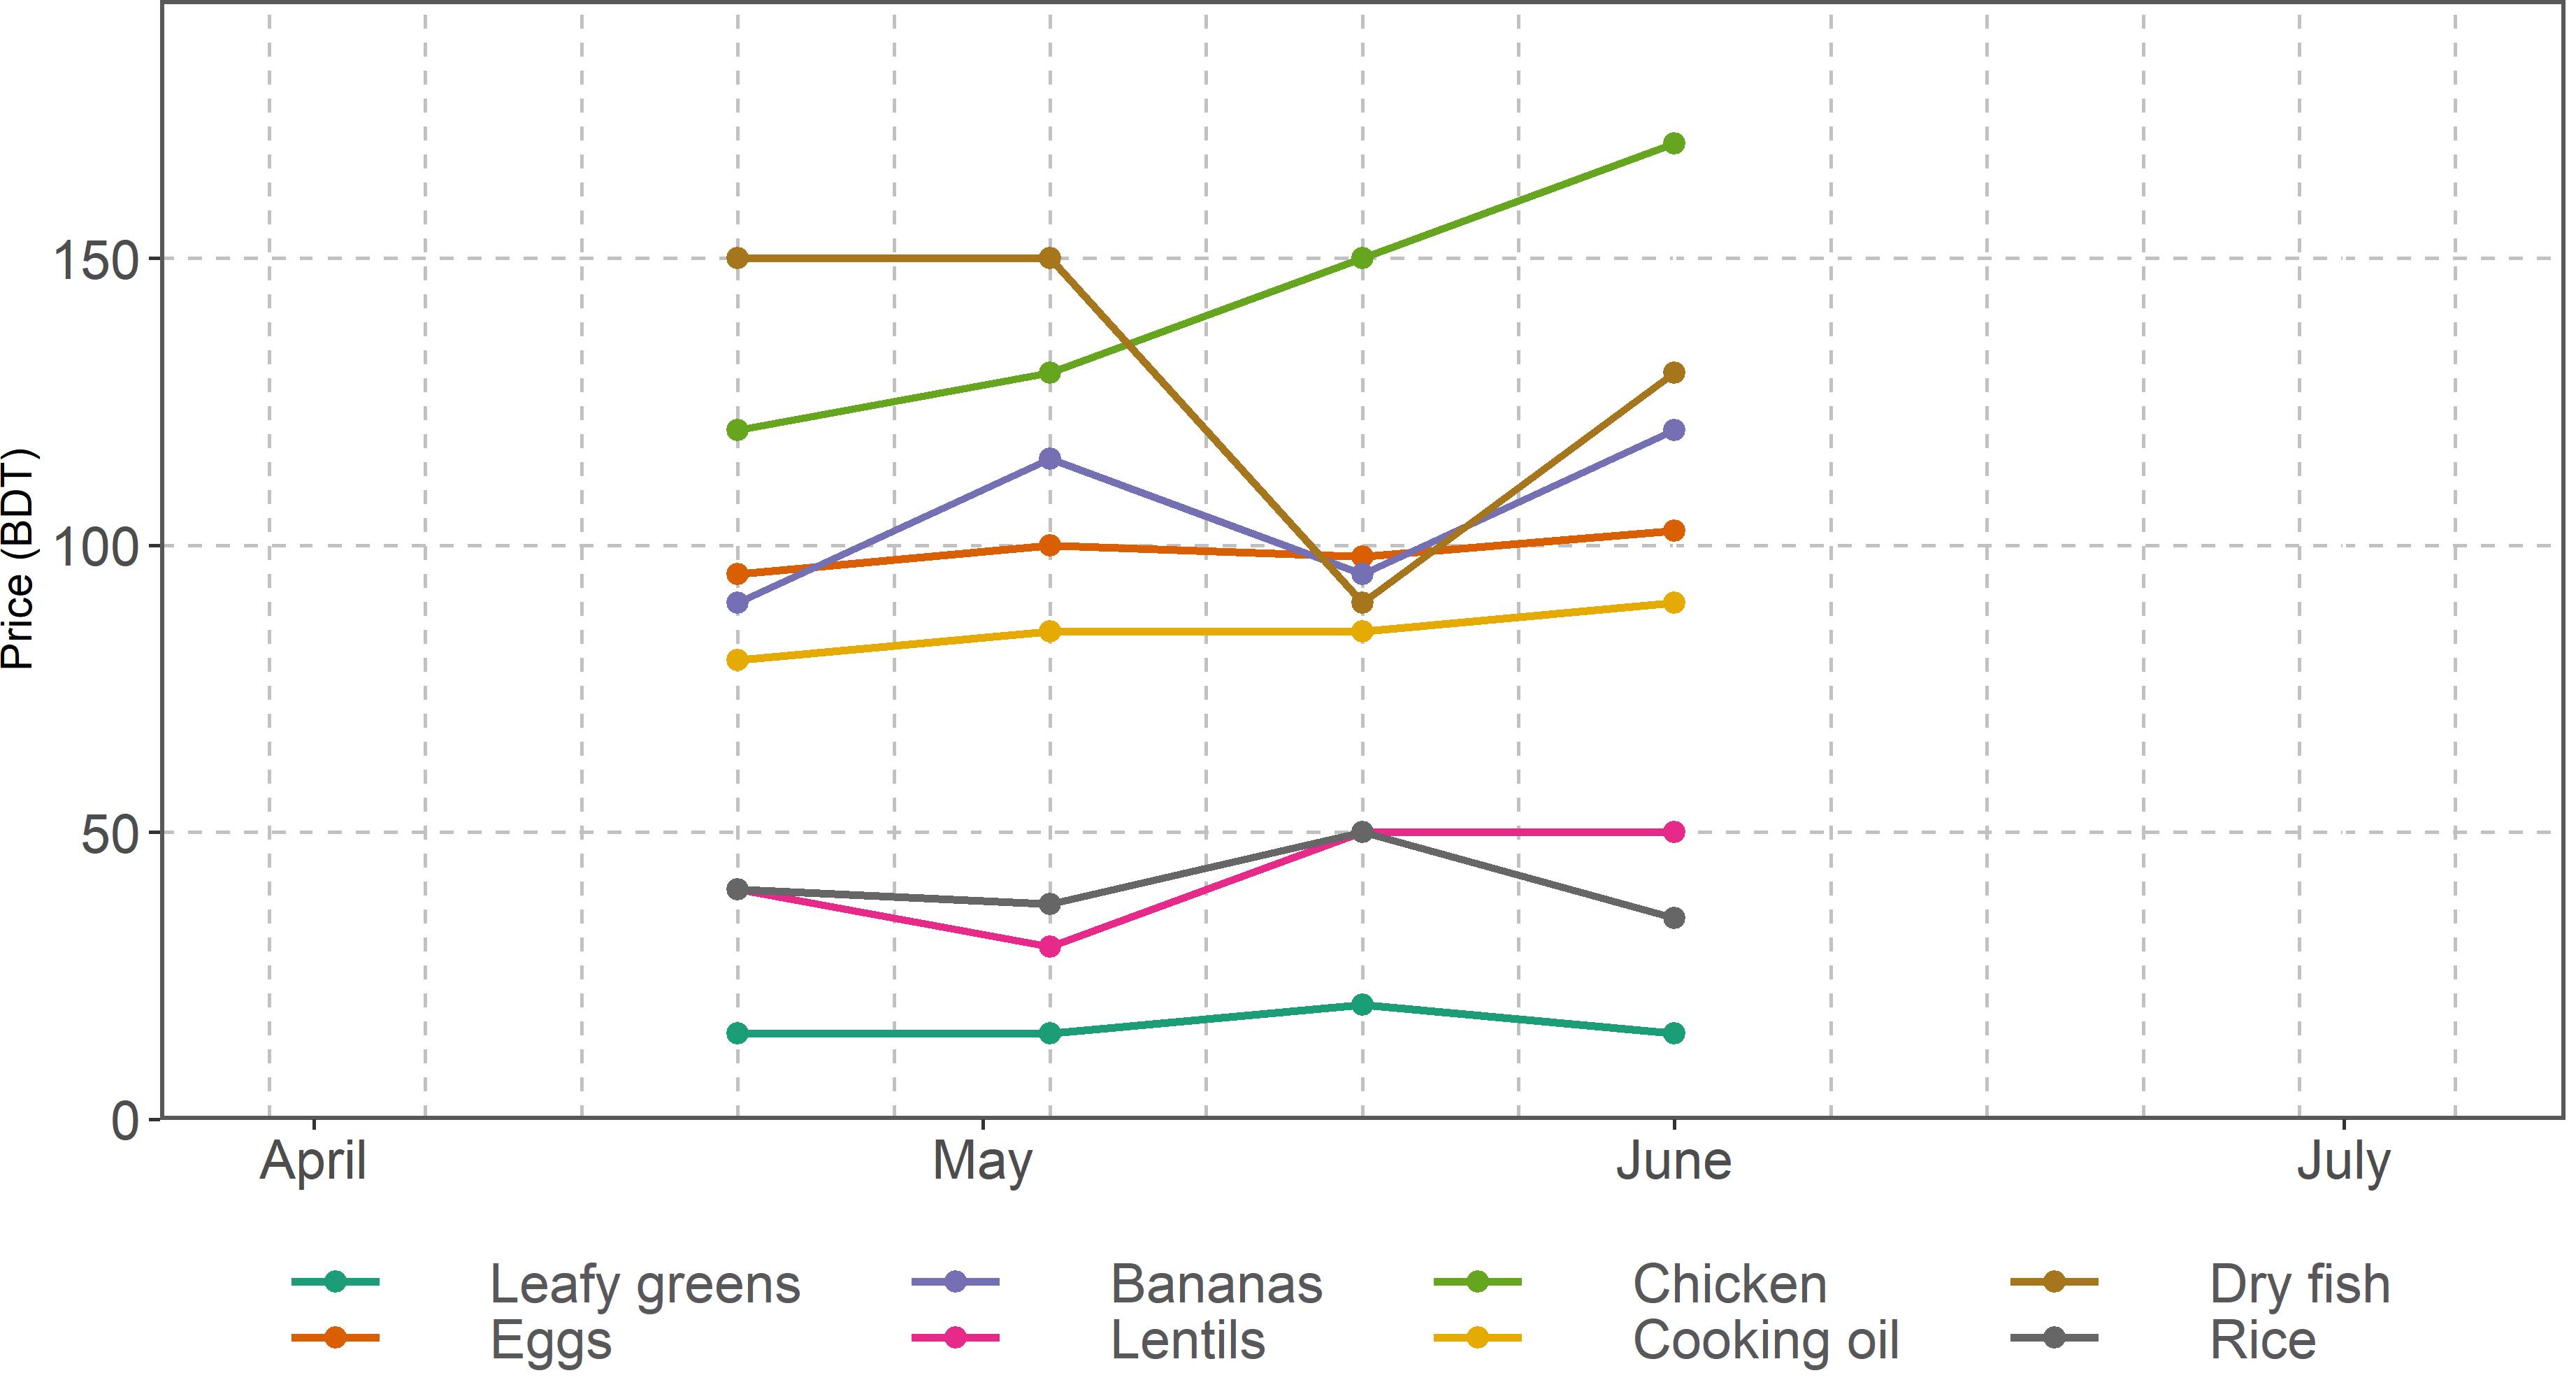 Price (BDT)
150
100
50
0
April May June July
Leafy greens Bananas Chicken Dry fish
Eggs Lentils Cooking oil Rice